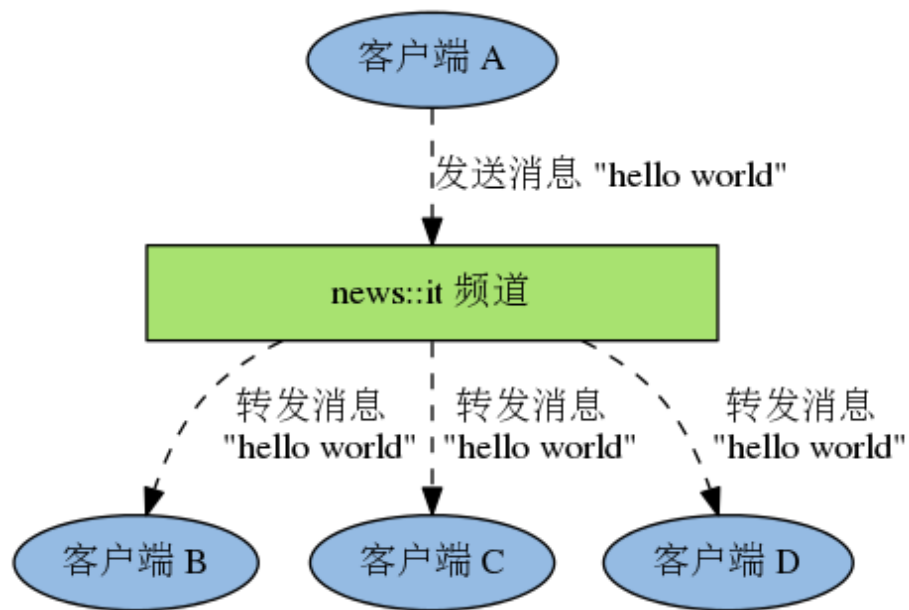 客户端 A
发送消息 "hello world"
news::it 频道
转发消息
"hello world"
转发消息
"hello world"
转发消息
"hello world"
客户端 B
客户端 C
客户端 D